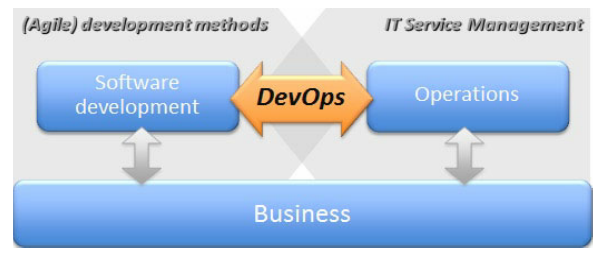 (Agile) development methods
IT Service Management
Software
development
DevOps
Operations
Business